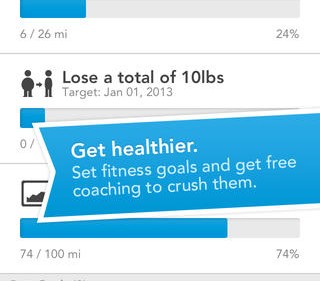 6 / 26 mi 24%
Lose a total of 10lbs
Target: Jan 01, 2013
0 /
Get healthier.
Set fitness goals and get free
coaching to crush them.
74 / 100 mi 74%